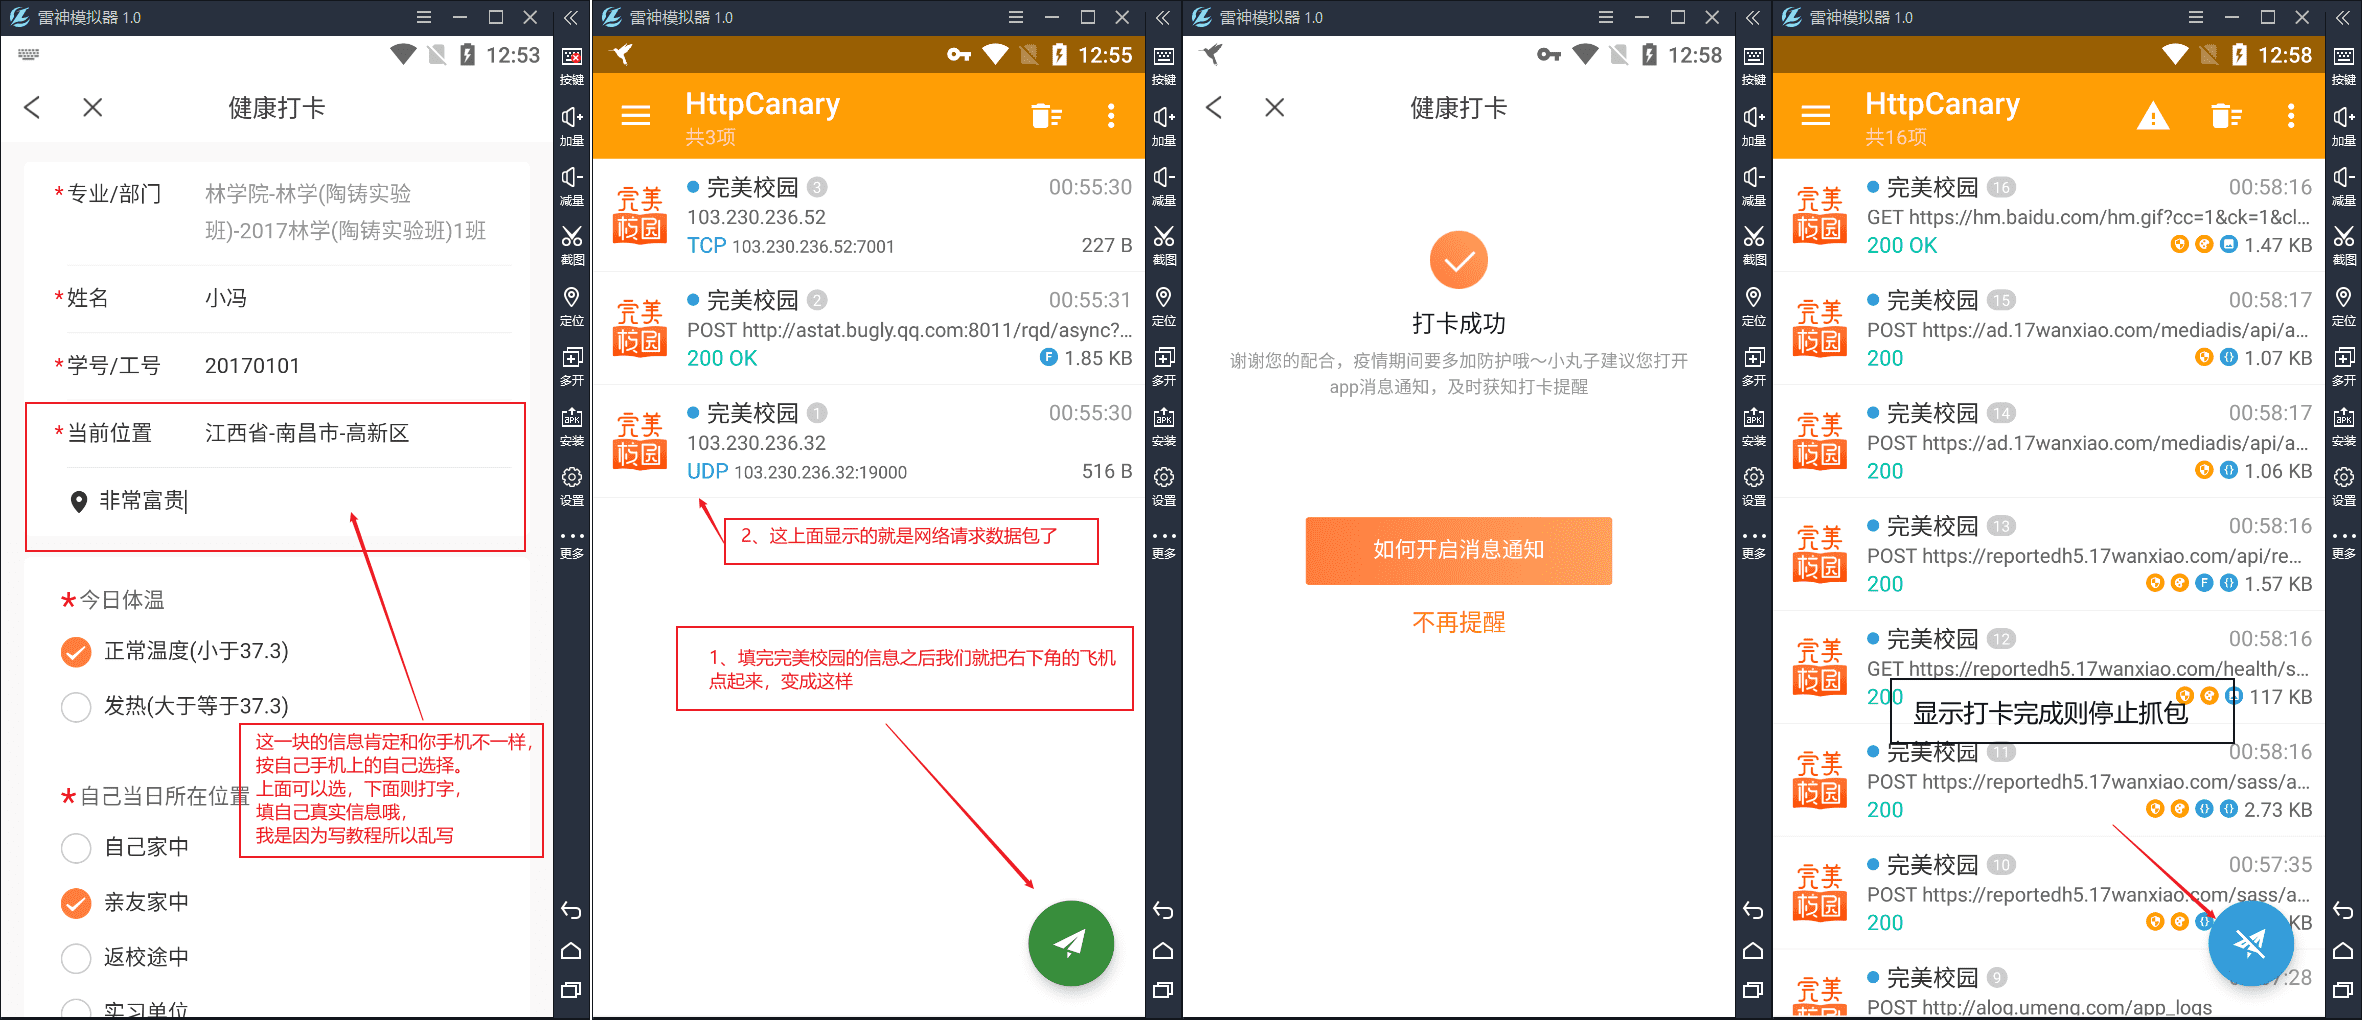 雷神模拟器 1.0
12:53
健康打卡
*专业/部门
林学院-林学(陶铸实验
班)-2017林学(陶铸实验班)1班
*姓名
小冯
*学号/工号
20170101
*当前位置
江西省-南昌市-高新区
非常富贵
*今日体温
正常温度(小于37.3)
发热(大于等于37.3)
这一块的信息肯定和你手机不一样，
按自己手机上的自己选择。
上面可以选，下面则打字，
填自己真实信息哦，
我是因为写教程所以乱写
*自己当日所在位置
自己家中
亲友家中
返校途中
实习单位
按键
加量
减量
截图
定位
多开
安装
设置
更多
雷神模拟器 1.0
12:55
HttpCanary
共3项
完美校园 3
00:55:30
103.230.236.52
TCP 103.230.236.52:7001
227 B
完美校园 2
00:55:31
POST http://astat.bugly.qq.com:8011/rqd/async?...
200 OK
F 1.85 KB
完美校园 1
00:55:30
103.230.236.32
UDP 103.230.236.32:19000
516 B
2、这上面显示的就是网络请求数据包了
1、填完完美校园的信息之后我们就把右下角的飞机
点起来，变成这样
按键
加量
减量
截图
定位
多开
安装
设置
更多
雷神模拟器 1.0
12:58
健康打卡
打卡成功
谢谢您的配合，疫情期间要多加防护哦～小丸子建议您打开
app消息通知，及时获知打卡提醒
如何开启消息通知
不再提醒
按键
加量
减量
截图
定位
多开
安装
设置
更多
雷神模拟器 1.0
12:58
HttpCanary
共16项
完美校园 16
00:58:16
GET https://hm.baidu.com/hm.gif?cc=1&ck=1&cl...
200 OK
1.47 KB
完美校园 15
00:58:17
POST https://ad.17wanxiao.com/mediadis/api/a...
200
1.07 KB
完美校园 14
00:58:17
POST https://ad.17wanxiao.com/mediadis/api/a...
200
1.06 KB
完美校园 13
00:58:16
POST https://reportedh5.17wanxiao.com/api/re...
200
F 1.57 KB
完美校园 12
00:58:16
GET https://reportedh5.17wanxiao.com/health/s...
200
117 KB
显示打卡完成则停止抓包
完美校园 11
00:58:16
POST https://reportedh5.17wanxiao.com/sass/a...
200
2.73 KB
完美校园 10
00:57:35
POST https://reportedh5.17wanxiao.com/sass/a...
200
KB
完美校园 9
7:28
POST http://alog.umeng.com/app_logs
按键
加量
减量
截图
定位
多开
安装
设置
更多